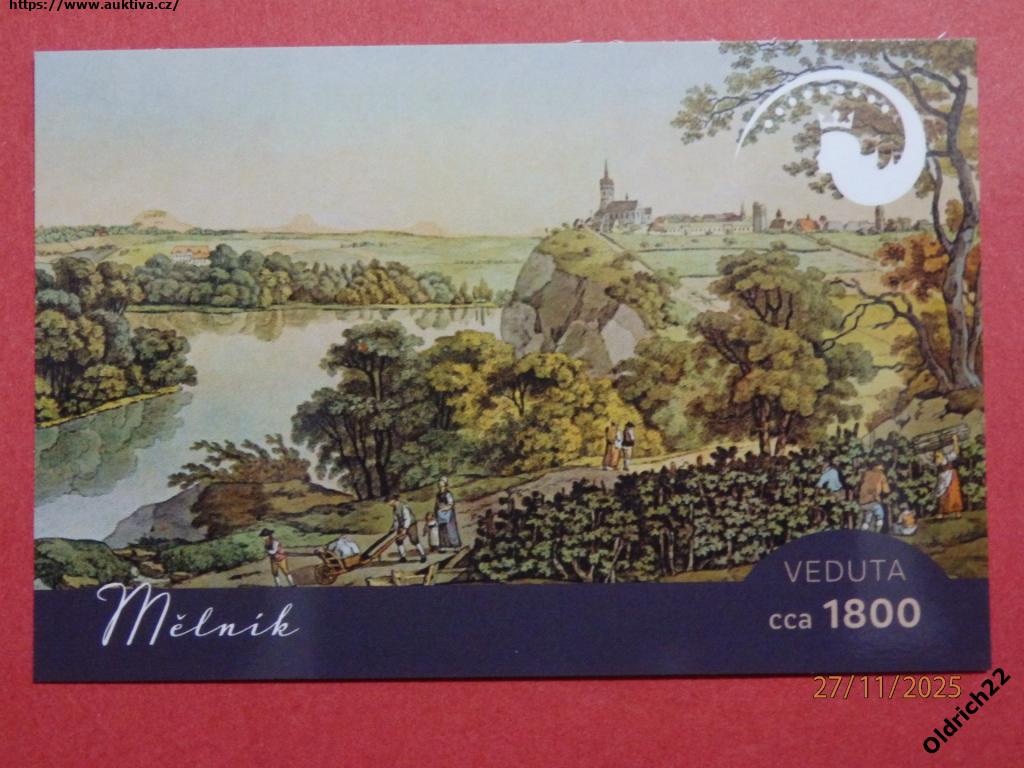 https://www.auktiva.cz/
Mělník
VEDUTA
cca 1800
27/11/2025
Oldrich22